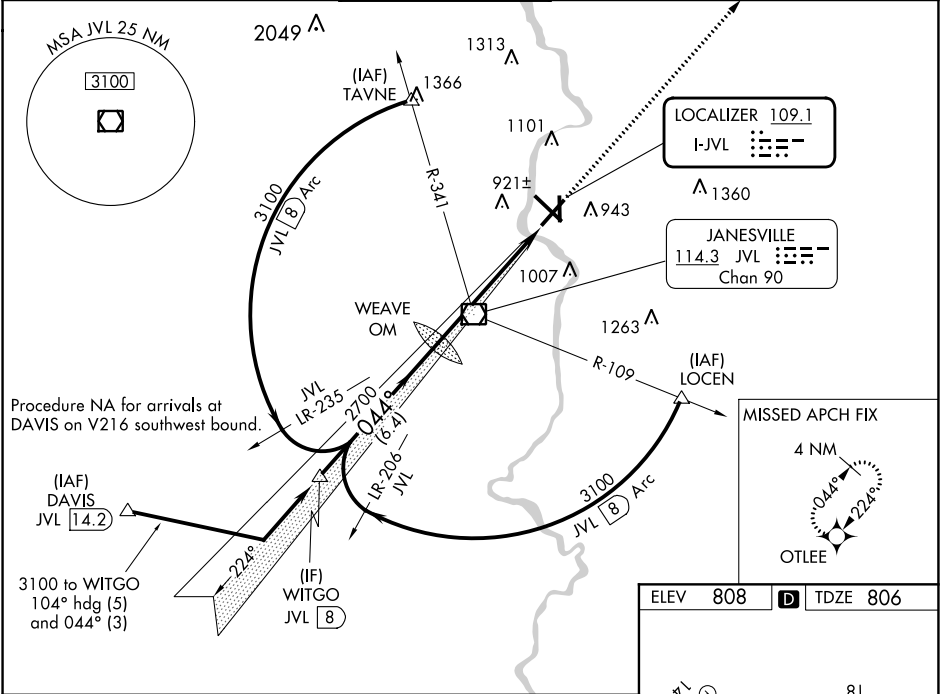 MSA JVL 25 NM
3100
2049
1313
(IAF)
TAVNE
1366
1101
LOCALIZER 109.1
I-JVL
921±
943
1360
R-341
3100
JVL 8 Arc
JANESVILLE
114.3 JVL
Chan 90
1007
WEAVE
OM
1263
R-109
(IAF)
LOCEN
JVL
LR-235
2700
044°
(6.4)
Procedure NA for arrivals at
DAVIS on V216 southwest bound.
LR-206
JVL
3100
JVL 8 Arc
MISSED APCH FIX
4 NM
044°
224°
OTLEE
(IAF)
DAVIS
JVL 14.2
224°
3100 to WITGO
104° hdg (5)
and 044° (3)
(IF)
WITGO
JVL 8
ELEV 808 D TDZE 806
14
81